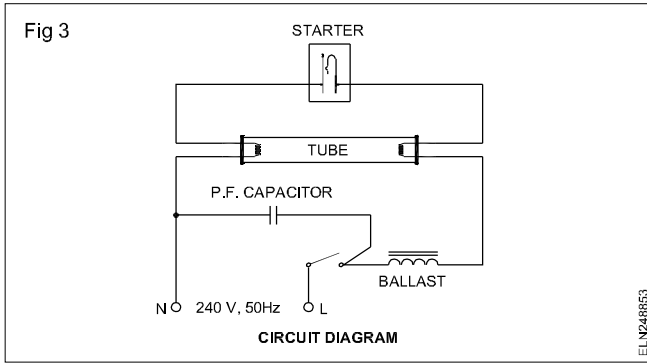 Fig 3
STARTER
TUBE
P.F. CAPACITOR
BALLAST
N 240 V, 50Hz L
CIRCUIT DIAGRAM
ELN248853